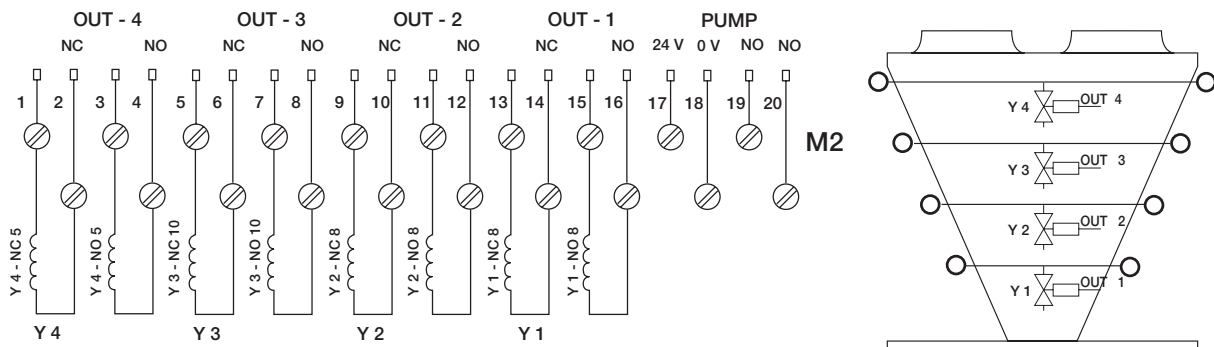 OUT - 4 OUT - 3 OUT - 2 OUT - 1 PUMP
NC NO NC NO NC NO NC NO 24 V 0 V NO NO
1 2 3 4 5 6 7 8 9 10 11 12 13 14 15 16 17 18 19 20
M2
Y 4 - NC 5
Y 4 - NO 5
Y 3 - NC 10
Y 3 - NO 10
Y 2 - NC 8
Y 2 - NO 8
Y 1 - NC 8
Y 1 - NO 8
Y 4 Y 3 Y 2 Y 1
Y 4 OUT 4
Y 3 OUT 3
Y 2 OUT 2
Y 1 OUT 1